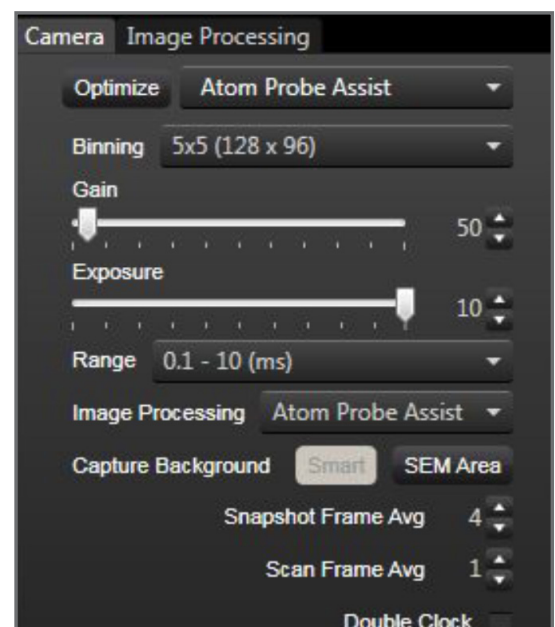 Camera Image Processing
Optimize Atom Probe Assist
Binning 5x5 (128 x 96)
Gain
50
Exposure
10
Range 0.1 - 10 (ms)
Image Processing Atom Probe Assist
Capture Background Smart SEM Area
Snapshot Frame Avg 4
Scan Frame Avg 1
Double Clock